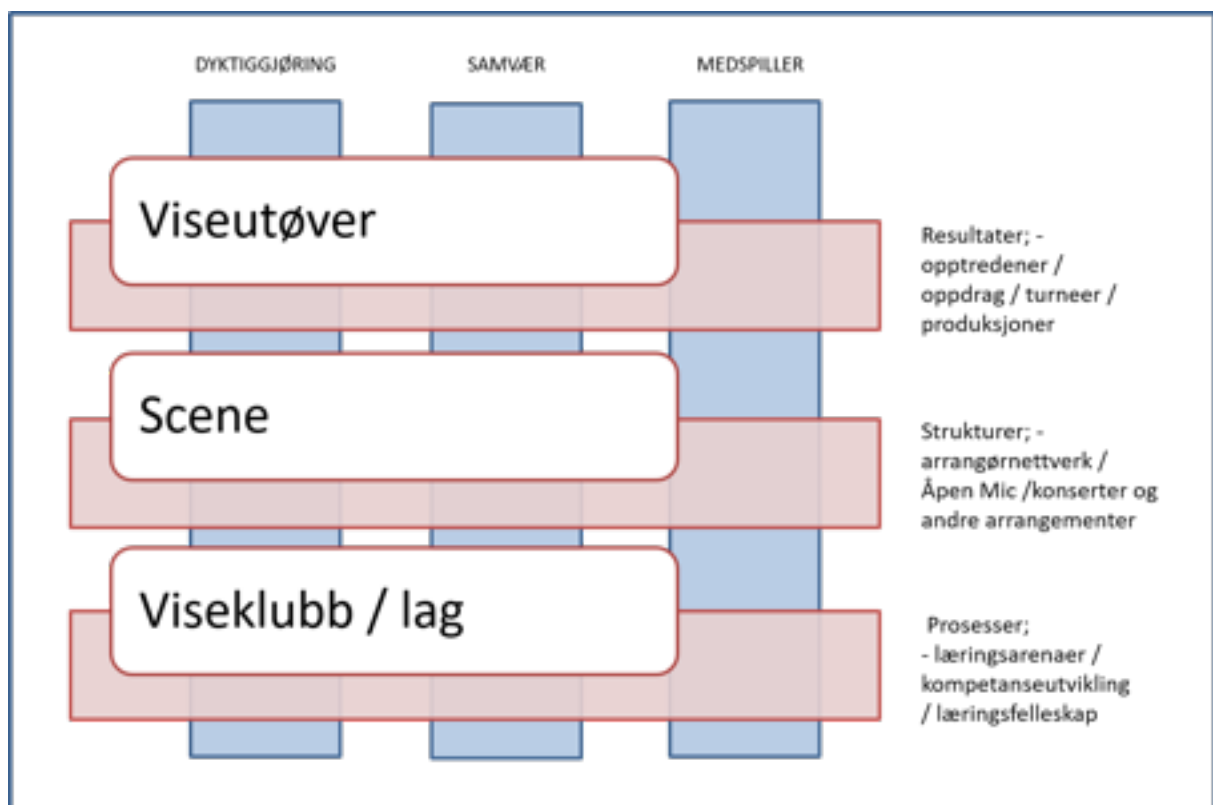 DYKTIGGJØRING SAMVÆR MEDSPILLER
Viseutøver
Resultater; -
opptredener /
oppdrag / turneer /
produksjoner
Scene
Strukturer; -
arrangørnettverk /
Åpen Mic /konserter og
andre arrangementer
Viseklubb / lag
Prosesser;
- læringsarenaer /
kompetanseutvikling
/ læringsfelleskap